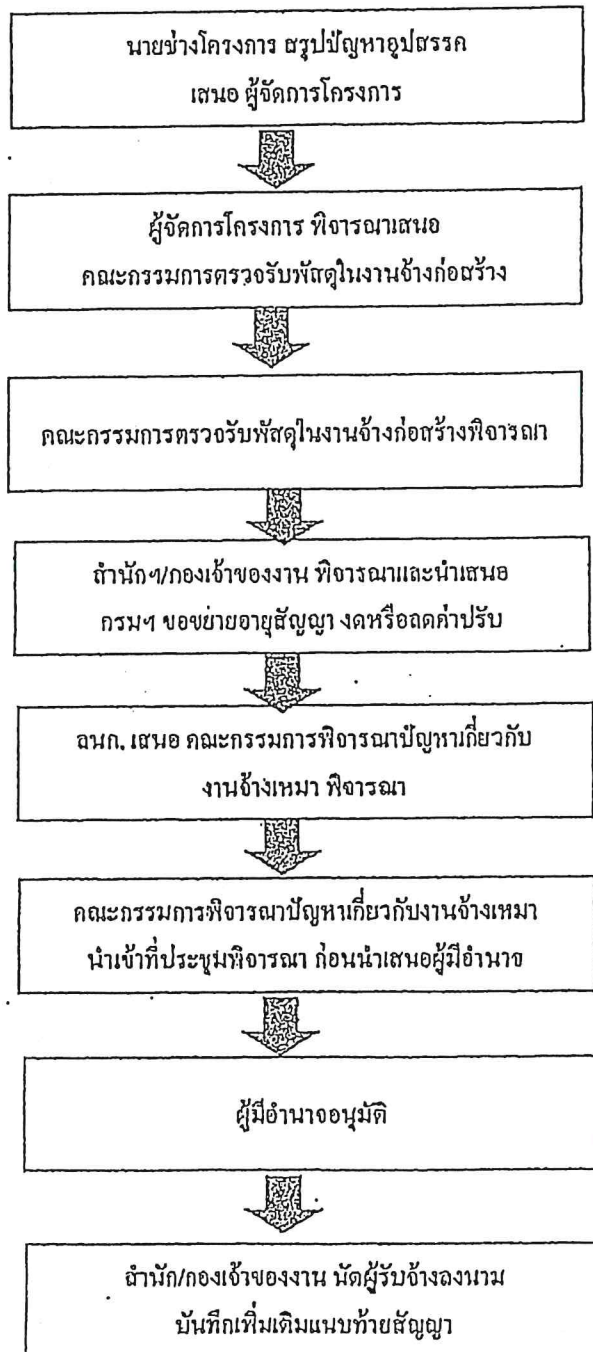 นายช่างโครงการ สรุปปัญหาอุปสรรค
เสนอ ผู้จัดการโครงการ
ผู้จัดการโครงการ พิจารณาเสนอ
คณะกรรมการตรวจรับพัสดุในงานจ้างก่อสร้าง
คณะกรรมการตรวจรับพัสดุในงานจ้างก่อสร้างพิจารณา
สำนักฯ/กองเจ้าของงาน พิจารณาและนำเสนอ
กรมฯ ขอขยายอายุสัญญา งดหรือลดค่าปรับ
ลนก. เสนอ คณะกรรมการพิจารณาปัญหาเกี่ยวกับ
งานจ้างเหมา พิจารณา
คณะกรรมการพิจารณาปัญหาเกี่ยวกับงานจ้างเหมา
นำเข้าที่ประชุมพิจารณา ก่อนนำเสนอผู้มีอำนาจ
ผู้มีอำนาจอนุมัติ
สำนัก/กองเจ้าของงาน นัดผู้รับจ้างลงนาม
บันทึกเพิ่มเติมแนบท้ายสัญญา